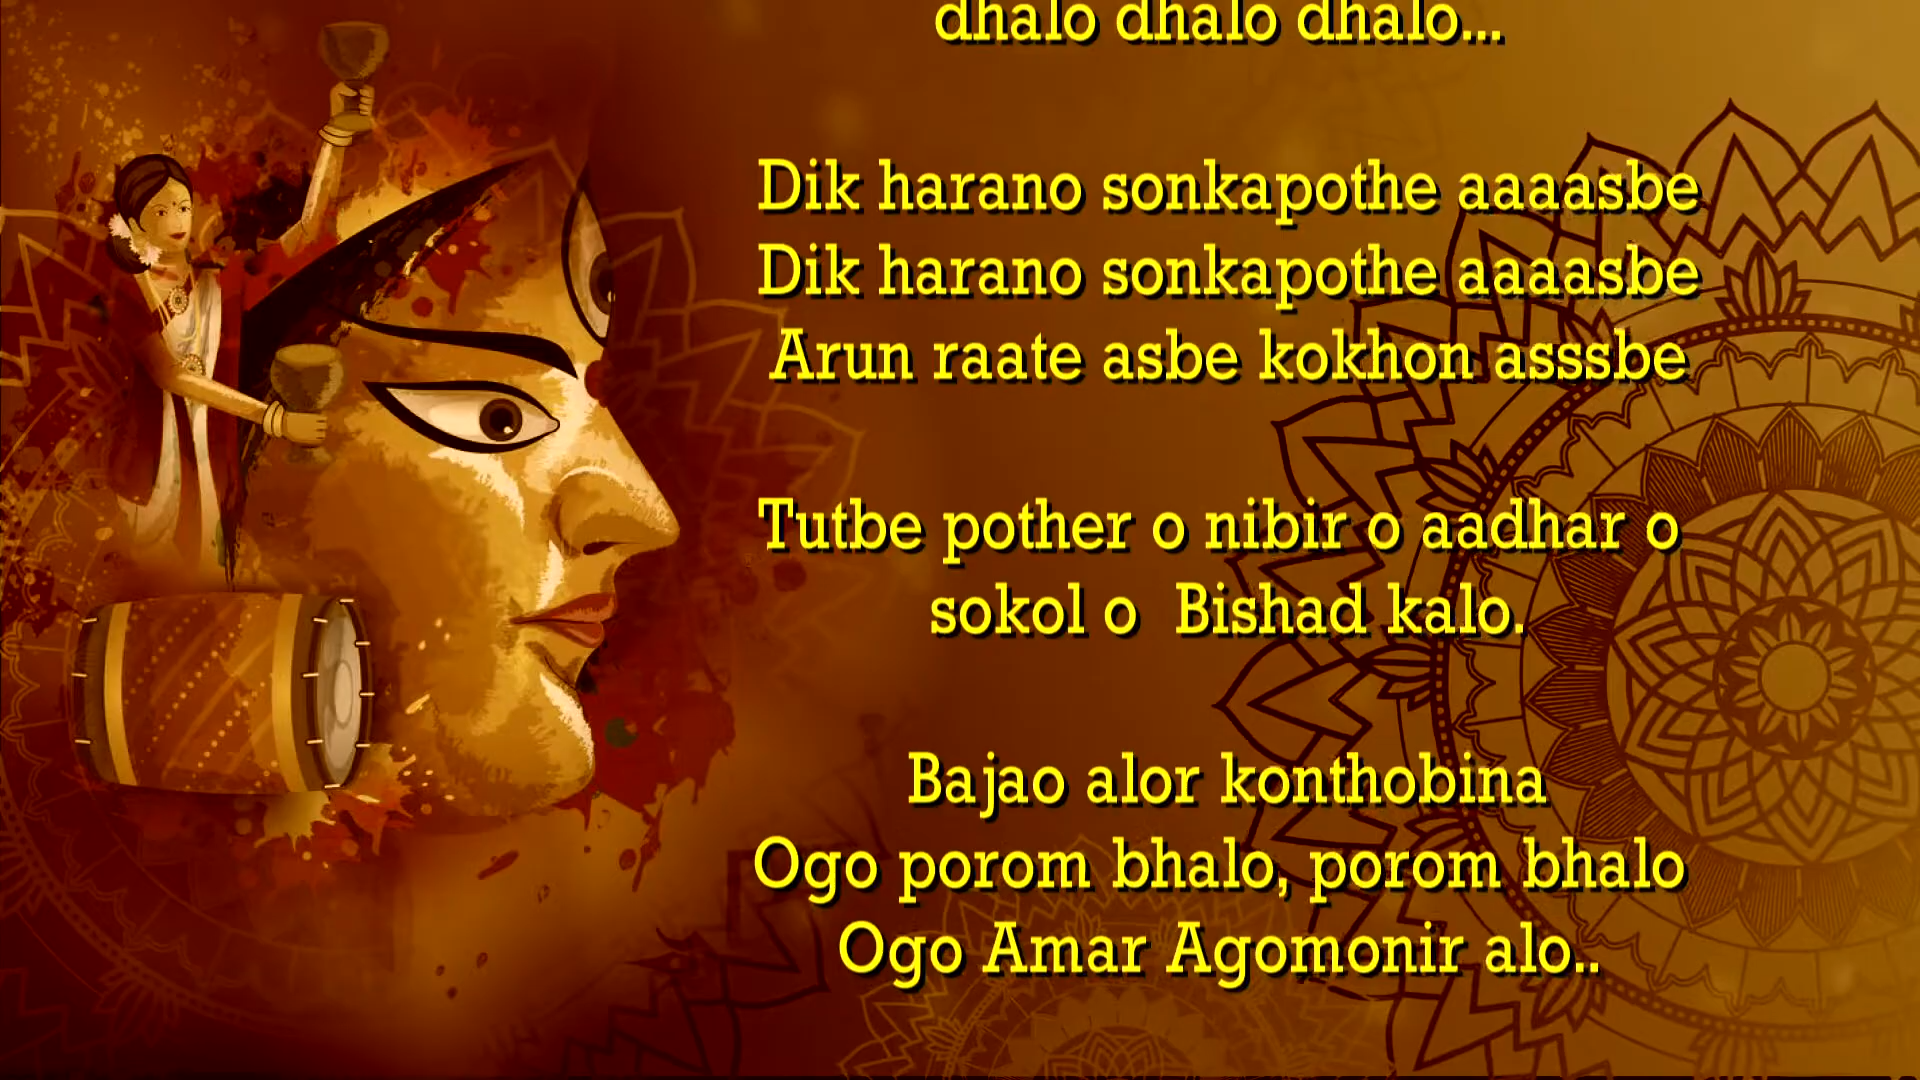 dhalo dhalo dhalo...
Dik harano sonkapothe aaaasbe
Dik harano sonkapothe aaaasbe
Arun raate asbe kokhon asssbe
Tutbe pother o nibir o aadhar o
sokol o  Bishad kalo.
Bajao alor konthobina
Ogo porom bhalo, porom bhalo
Ogo Amar Agomonir alo..